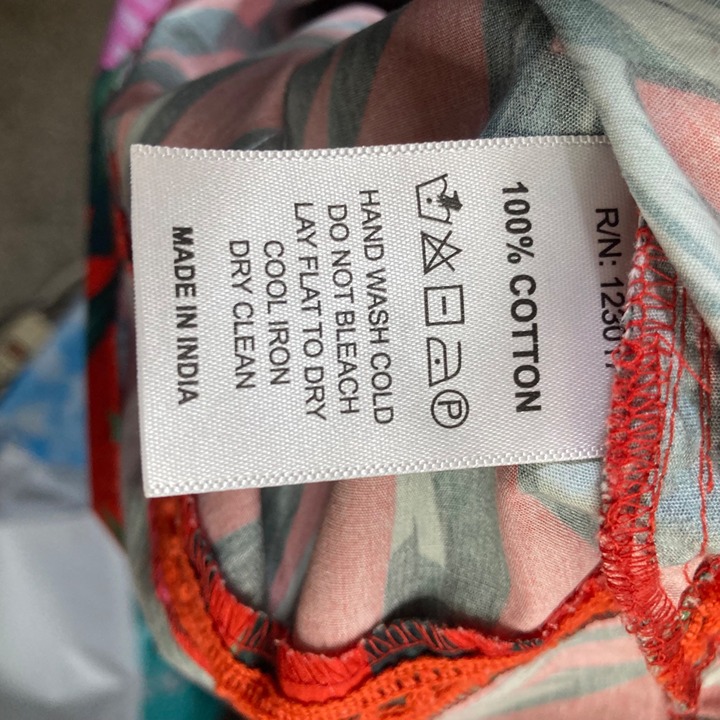 100% COTTON
P
HAND WASH COLD
DO NOT BLEACH
LAY FLAT TO DRY
COOL IRON
DRY CLEAN
MADE IN INDIA
R/N: